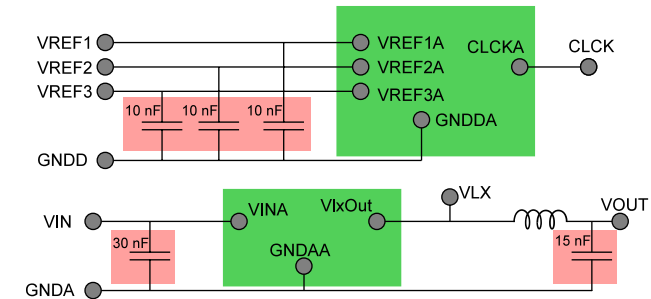 VREF1 VREF1A CLCKA CLCK
VREF2 VREF2A
VREF3 VREF3A
10 nF 10 nF 10 nF
GNDDA
GNDD
VLX
VIN VINA VlxOut VOUT
30 nF GNDAA 15 nF
GNDA